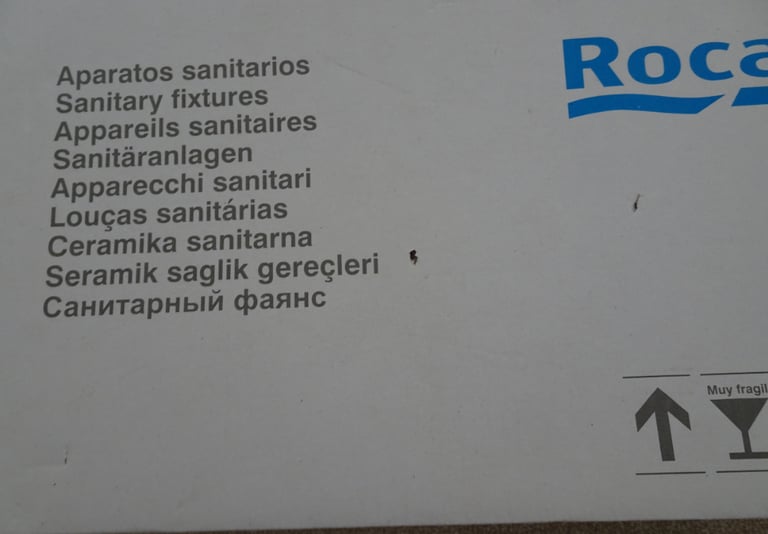 Aparatos sanitarios
Sanitary fixtures
Appareils sanitaires
Sanitäranlagen
Apparecchi sanitari
Louças sanitárias
Ceramika sanitarna
Seramik saglik gereçleri
Санитарный фаянс
Roca
Muy fragil